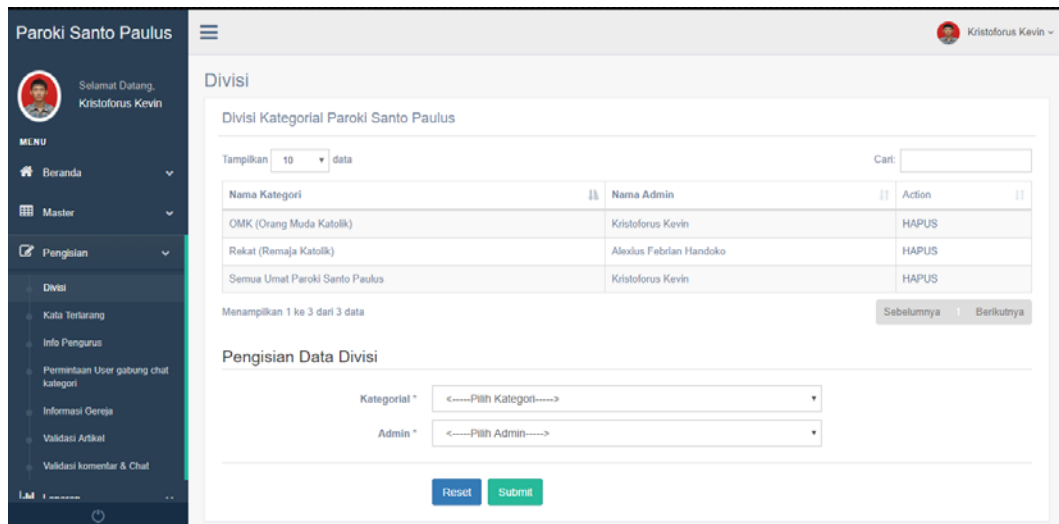 Paroki Santo Paulus
Kristoforus Kevin
Selamat Datang,
Kristoforus Kevin
MENU
Beranda
Master
Pengisian
Divisi
Kata Terlarang
Info Pengurus
Permintaan User gabung chat
kategori
Informasi Gereja
Validasi Artikel
Validasi komentar & Chat
Divisi
Divisi Kategorial Paroki Santo Paulus
Tampilkan 10 data Cari:
Nama Kategori Nama Admin Action
OMK (Orang Muda Katolik) Kristoforus Kevin HAPUS
Rekat (Remaja Katolik) Alexius Febrian Handoko HAPUS
Semua Umat Paroki Santo Paulus Kristoforus Kevin HAPUS
Menampilkan 1 ke 3 dari 3 data Sebelumnya 1 Berikutnya
Pengisian Data Divisi
Kategorial * <-----Pilih Kategori----->
Admin * <-----Pilih Admin----->
Reset Submit